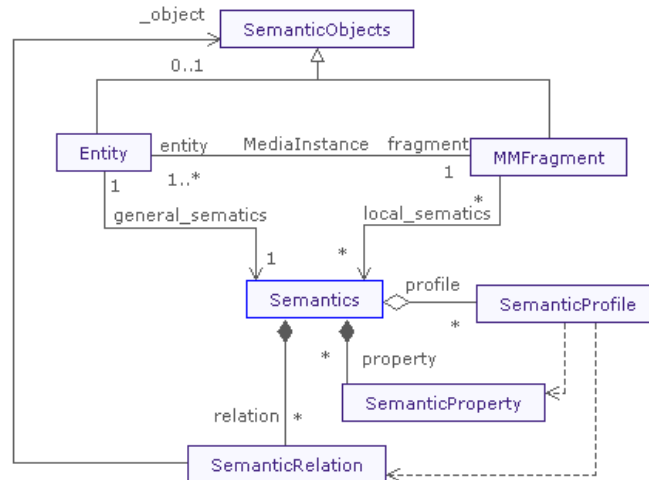 _object
SemanticObjects
0..1
Entity
entity
MediaInstance
fragment
MMFragment
1..*
1
1
*
general_sematics
local_sematics
1
*
Semantics
profile
SemanticProfile
*
*
property
SemanticProperty
relation
*
SemanticRelation